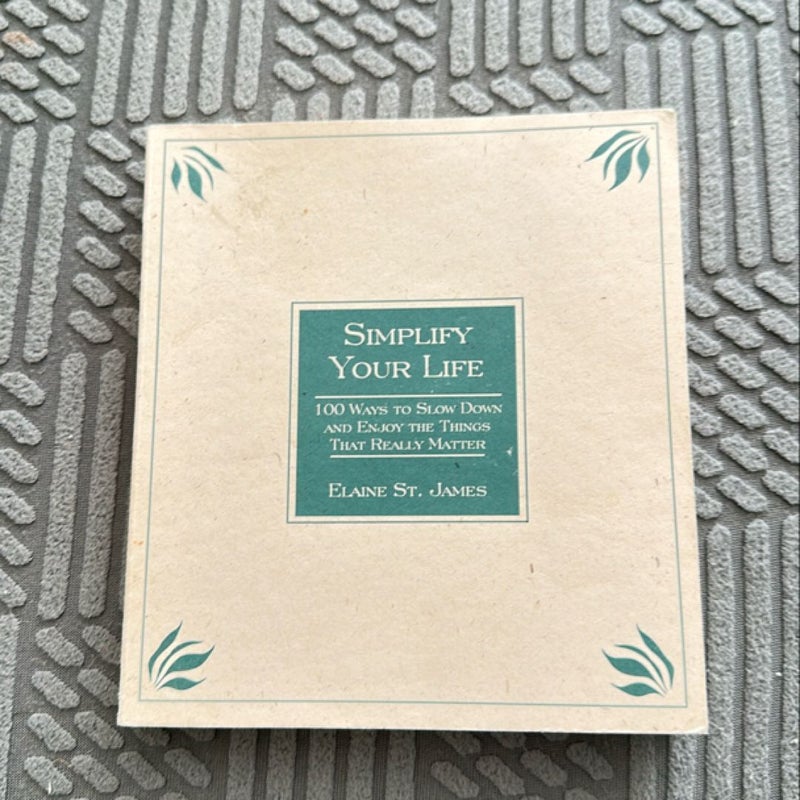 Simplify
Your Life
100 Ways to Slow Down
and Enjoy the Things
That Really Matter
Elaine St. James